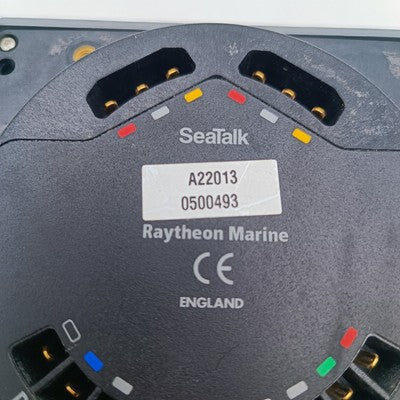 SeaTalk
A22013
0500493
Raytheon Marine
CE
ENGLAND